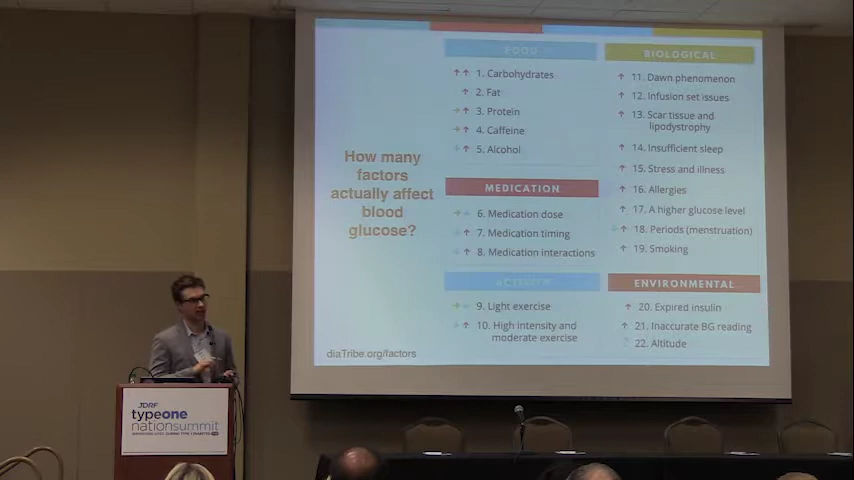 How many
factors
actually affect
blood
glucose?
diaTribe.org/factors
FOOD
1. Carbohydrates
2. Fat
3. Protein
4. Caffeine
5. Alcohol
MEDICATION
6. Medication dose
7. Medication timing
8. Medication interactions
ACTIVITY
9. Light exercise
10. High intensity and
moderate exercise
BIOLOGICAL
11. Dawn phenomenon
12. Infusion set issues
13. Scar tissue and
lipodystrophy
14. Insufficient sleep
15. Stress and illness
16. Allergies
17. A higher glucose level
18. Periods (menstruation)
19. Smoking
ENVIRONMENTAL
20. Expired insulin
21. Inaccurate BG reading
22. Altitude
JDRF
typeone
nationsummit